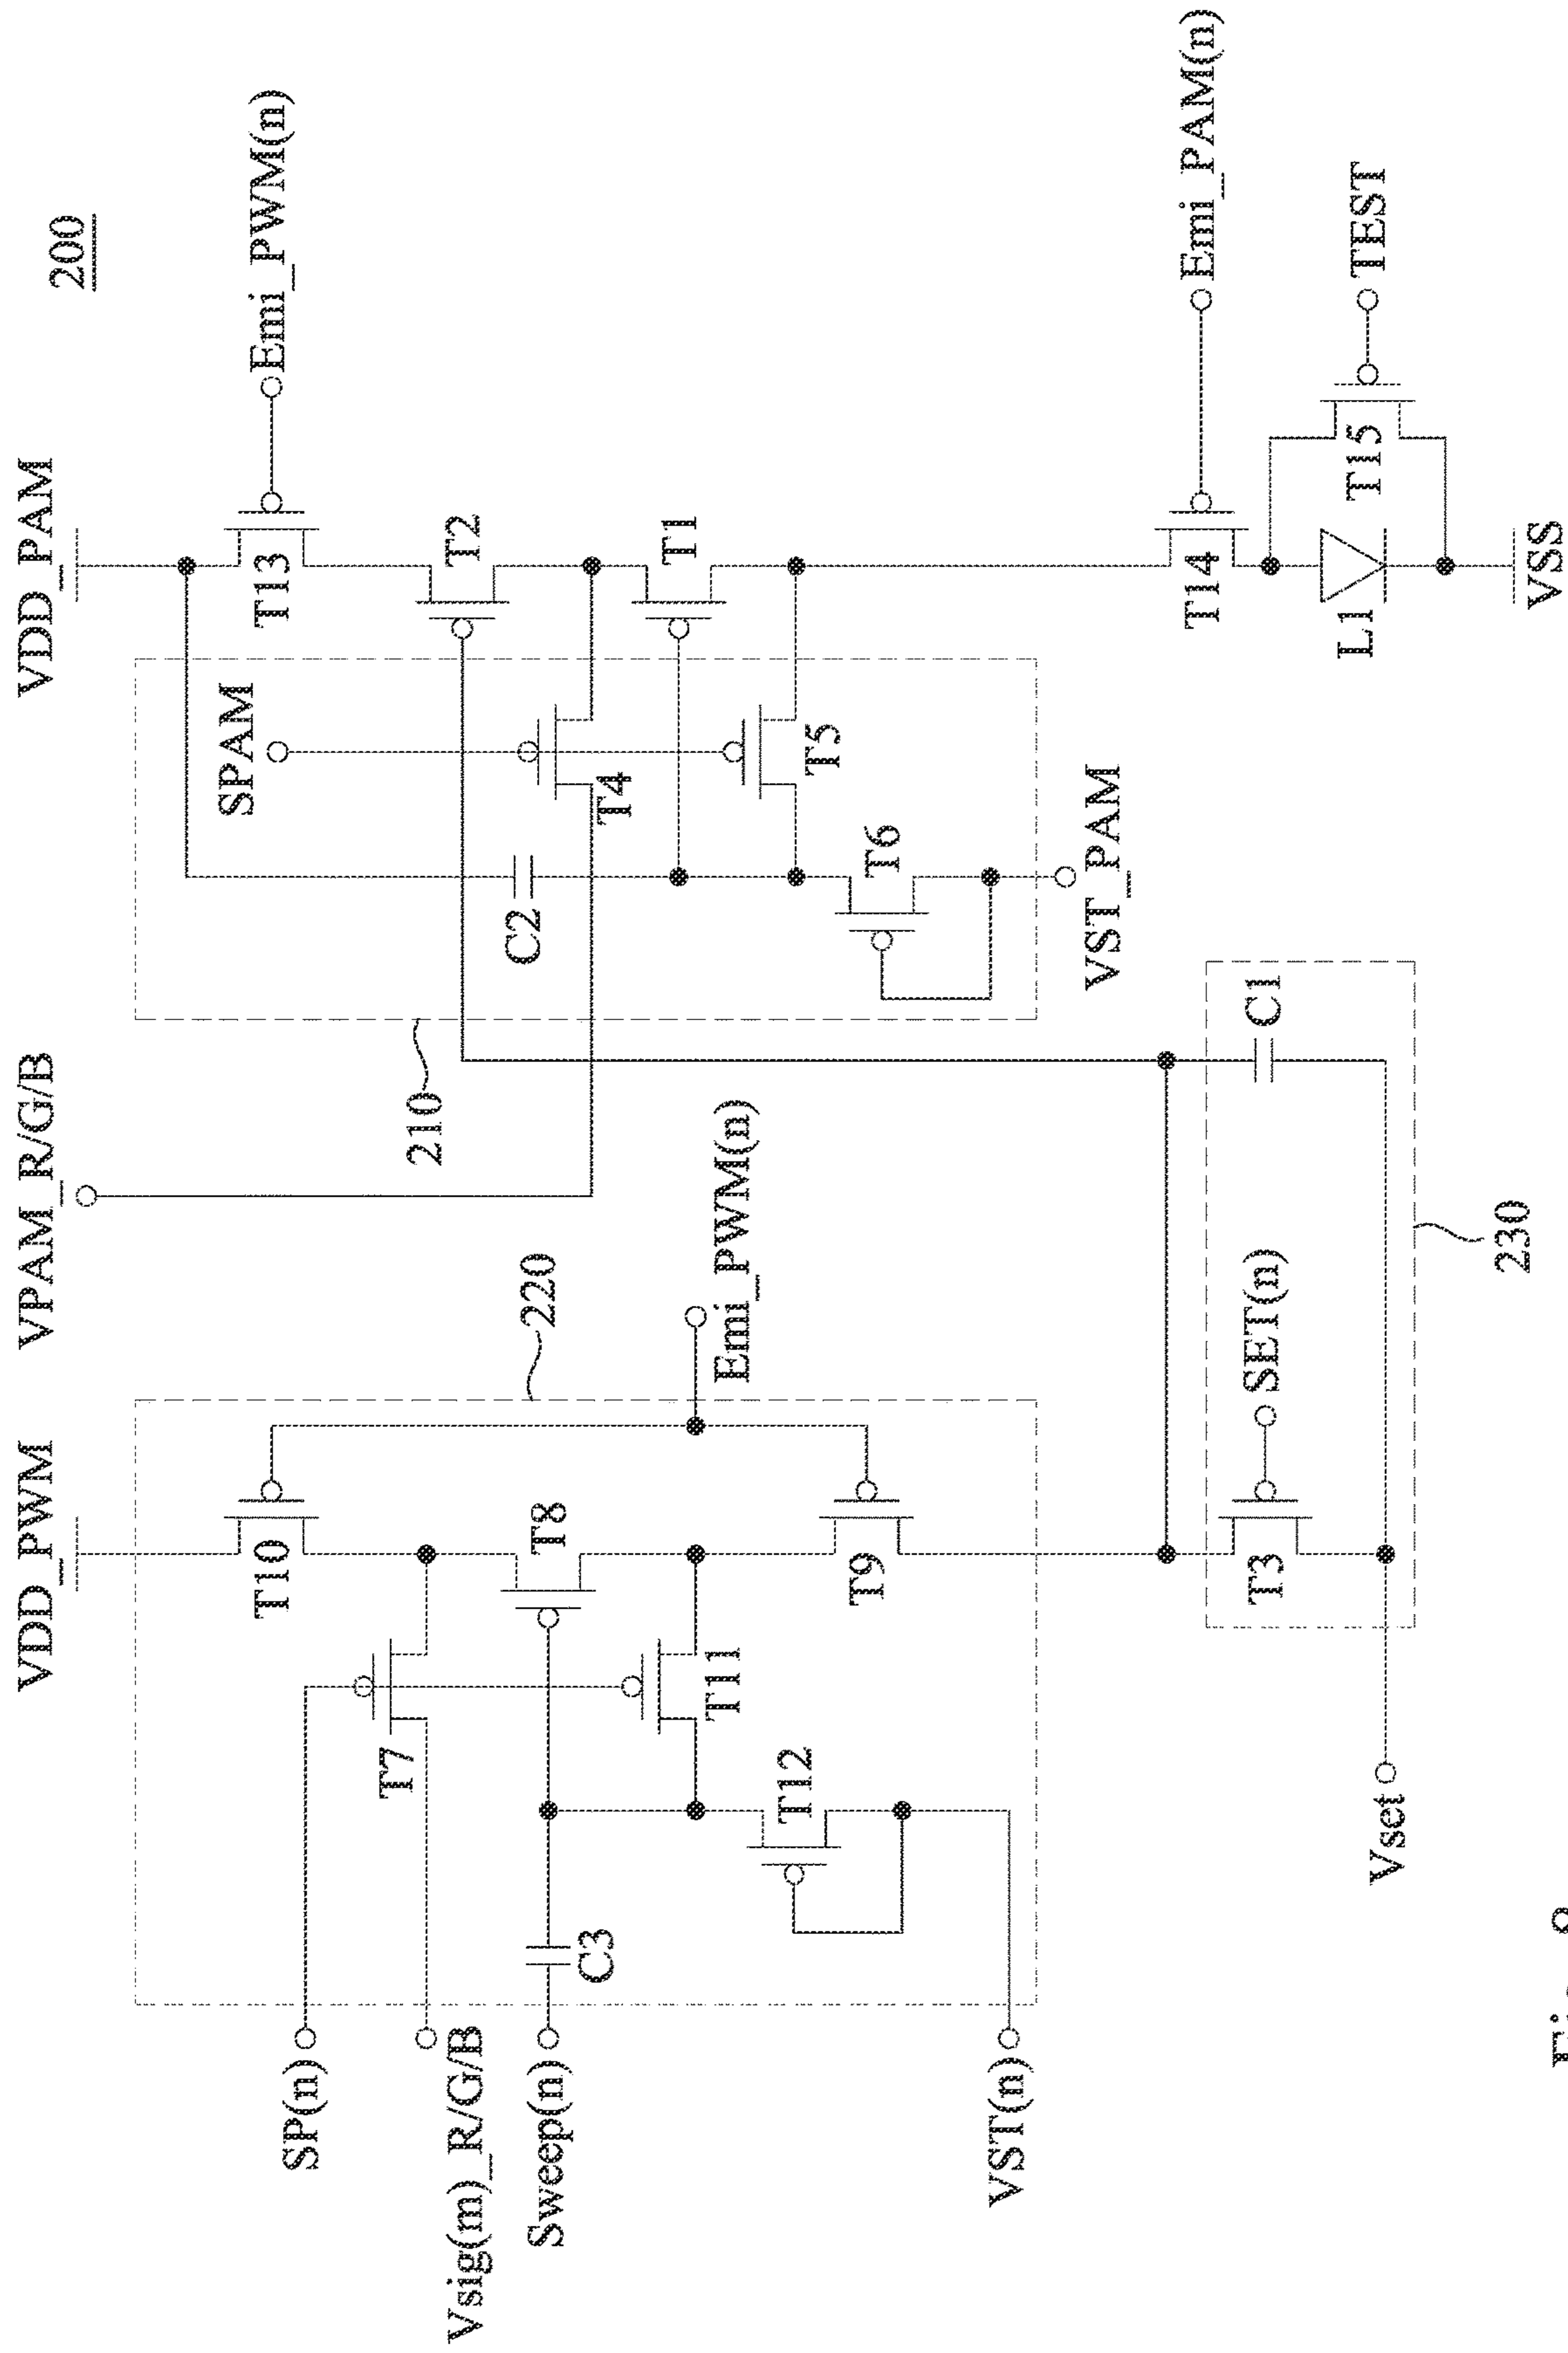 200
VDD_PWM
VPAM_R/G/B
VDD_PAM
SP(n)
Vsig(m)_R/G/B
Sweep(n)
VST(n)
T10
T7
T8
T11
C3
T12
T9
220
Emi_PWM(n)
210
SPAM
T4
C2
T5
T6
VST_PAM
T13
Emi_PWM(n)
T2
T1
T14
Emi_PAM(n)
L1
T15
TEST
VSS
Vset
T3
SET(n)
C1
230